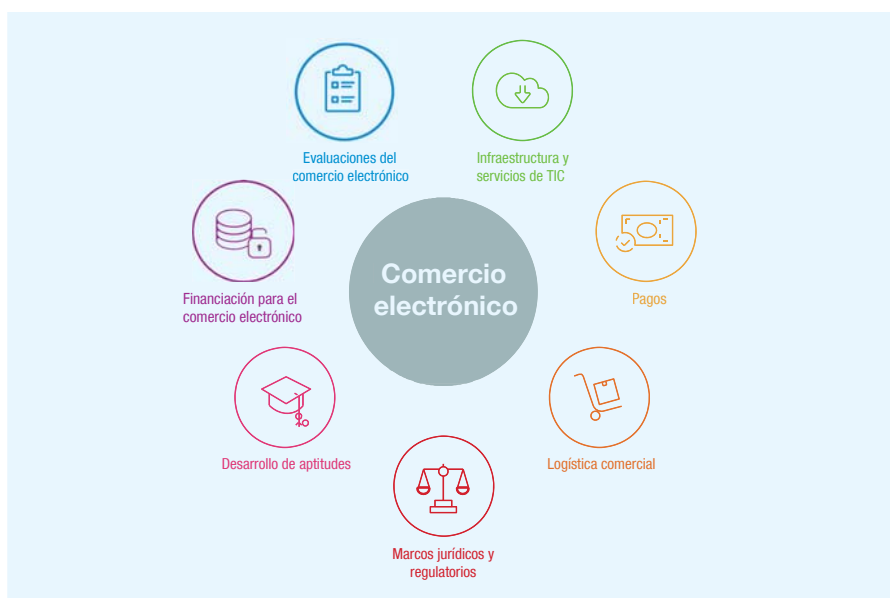 Evaluaciones del
comercio electrónico
Infraestructura y
servicios de TIC
Financiación para el
comercio electrónico
Comercio
electrónico
Pagos
Desarrollo de aptitudes
Logística comercial
Marcos jurídicos y
regulatorios